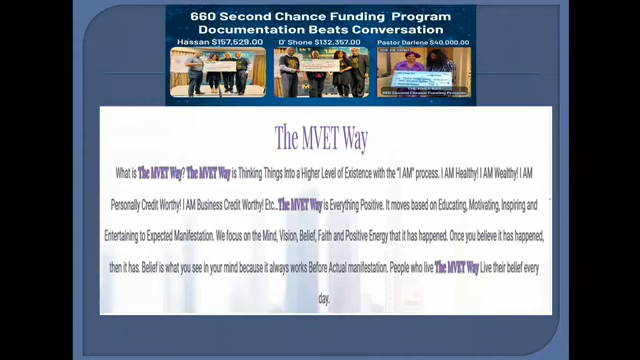 660 Second Chance Funding Program
Documentation Beats Conversation
Hassan $157,529.00 D' Shone $132,357.00 Pastor Darlene $40,000.00
660 Second Chance Funding Program
The MVET Way
What is The MVET Way? The MVET Way is Thinking Things Into a Higher Level of Existence with the "I AM" process. I AM Healthy! I AM Wealthy! I AM
Personally Credit Worthy! I AM Business Credit Worthy! Etc...The MVET Way is Everything Positive. It moves based on Educating, Motivating, Inspiring and
Entertaining to Expected Manifestation. We focus on the Mind, Vision, Belief, Faith and Positive Energy that it has happened. Once you believe it has happened,
then it has. Belief is what you see in your mind because it always works Before Actual manifestation. People who live The MVET Way Live their belief every
day.